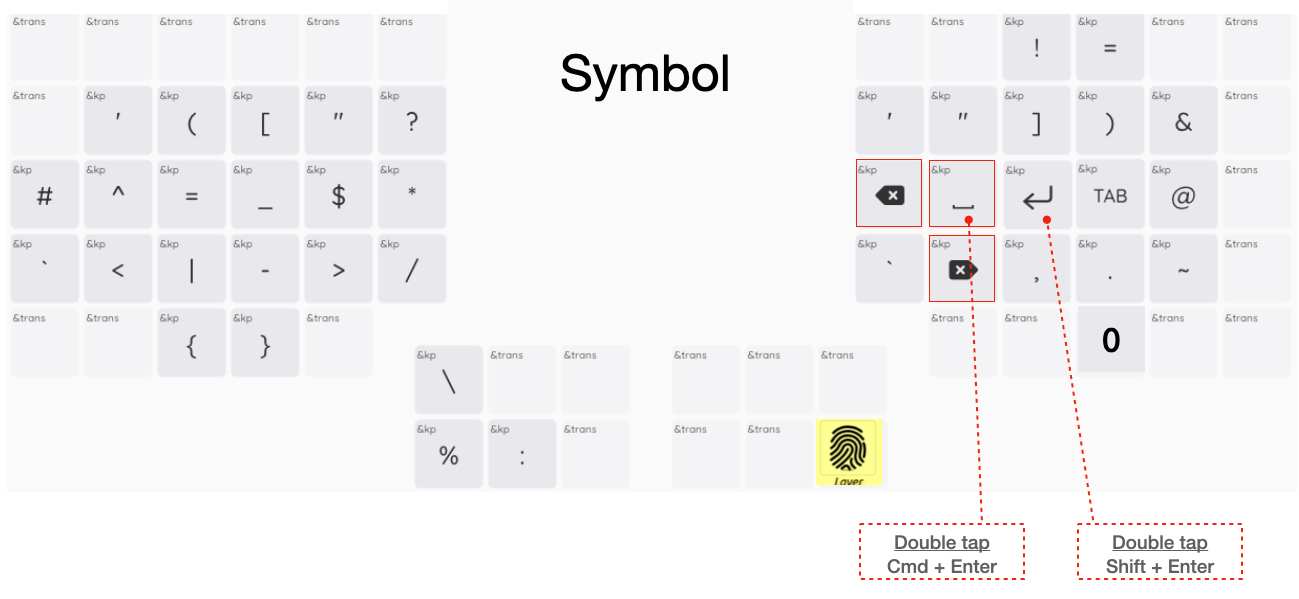 &trans &trans &trans &trans &trans &trans &trans &trans &kp &kp &trans &trans
! =
Symbol
&trans &kp &kp &kp &kp &kp &kp &kp &kp &kp &kp &trans
' ( [ " ? ' " ] ) &
&kp &kp &kp &kp &kp &kp &kp &kp &kp &kp &kp &trans
# ^ = _ $ * TAB @
&kp &kp &kp &kp &kp &kp &kp &kp &kp &kp &kp &trans
` < | - > / ` , . ~
&trans &trans &kp &kp &trans &trans &trans &trans &trans
{ } 0
&kp &trans &trans &trans &trans &trans
\
&kp &kp &trans &trans &trans
% :
Layer
Double tap
Cmd + Enter
Double tap
Shift + Enter